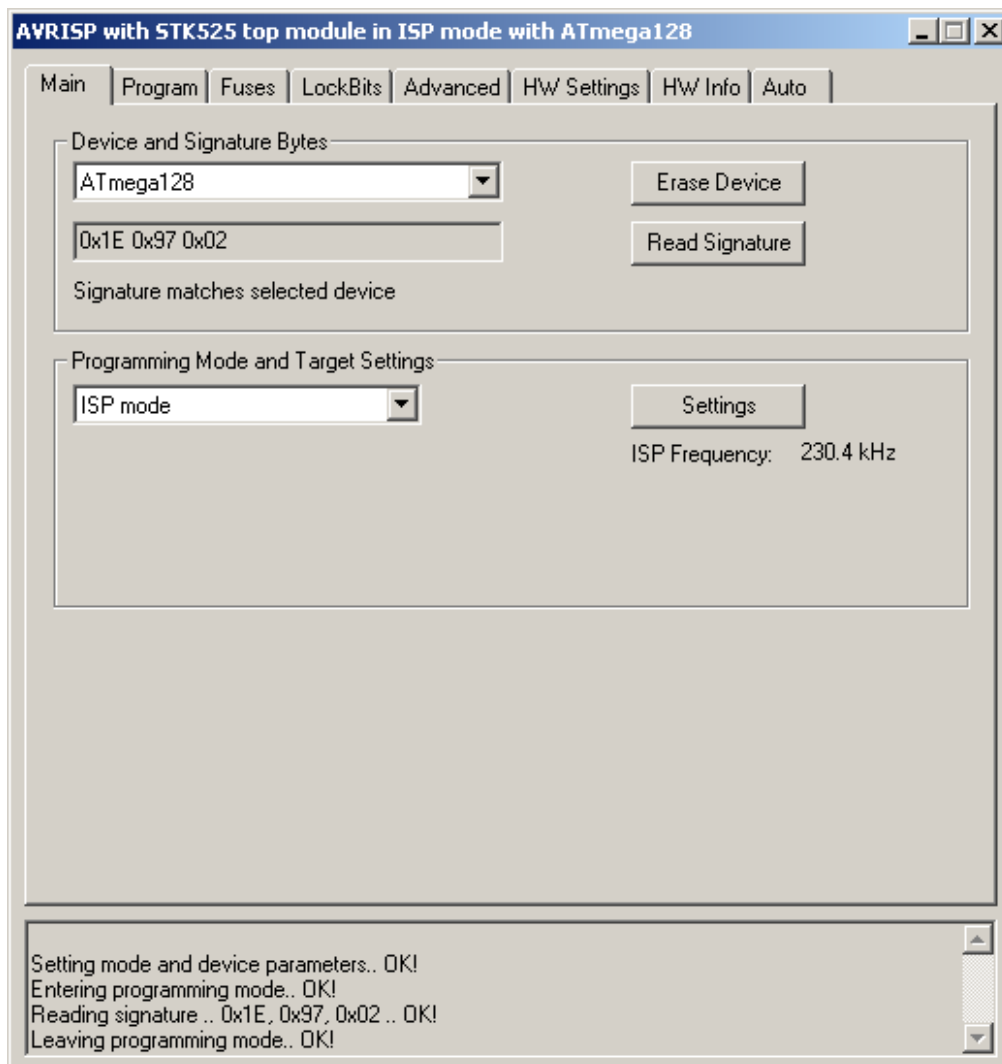 AVRISP with STK525 top module in ISP mode with ATmega128
Main Program Fuses LockBits Advanced HW Settings HW Info Auto
Device and Signature Bytes
ATmega128 Erase Device
0x1E 0x97 0x02 Read Signature
Signature matches selected device
Programming Mode and Target Settings
ISP mode Settings
ISP Frequency: 230.4 kHz
Setting mode and device parameters.. OK!
Entering programming mode.. OK!
Reading signature .. 0x1E, 0x97, 0x02 .. OK!
Leaving programming mode.. OK!